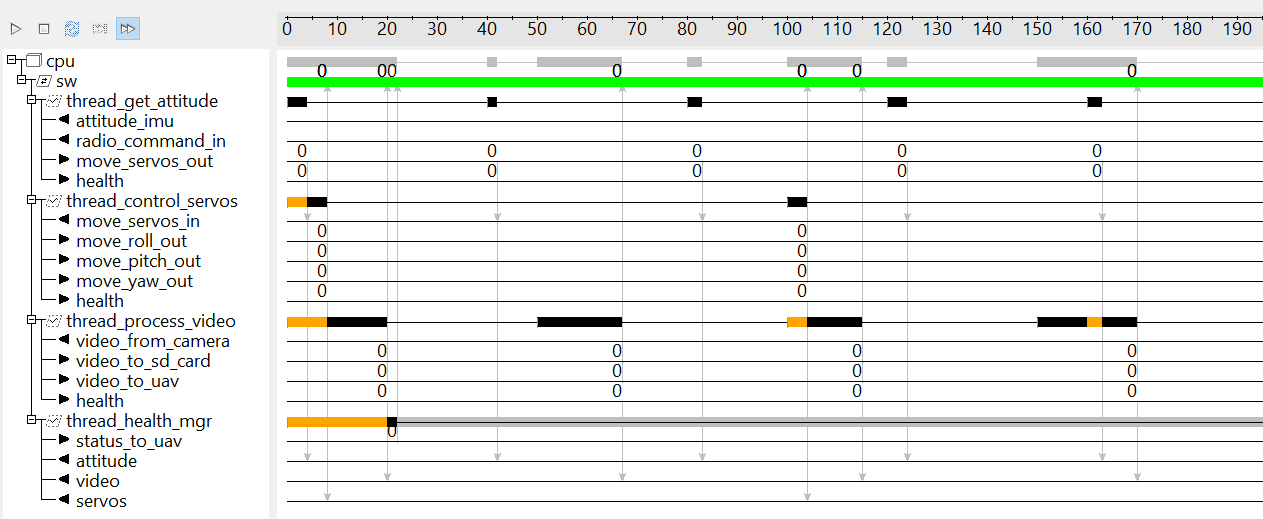 0 10 20 30 40 50 60 70 80 90 100 110 120 130 140 150 160 170 180 190
cpu
0 0 0 0 0 0 0
sw
thread_get_attitude
attitude_imu
radio_command_in
0 0 0 0 0
move_servos_out
0 0 0 0 0
health
thread_control_servos
move_servos_in
0 0
move_roll_out
0 0
move_pitch_out
0 0
move_yaw_out
0 0
health
thread_process_video
video_from_camera
0 0 0 0
video_to_sd_card
0 0 0 0
video_to_uav
0 0 0 0
health
thread_health_mgr
0
status_to_uav
attitude
video
servos